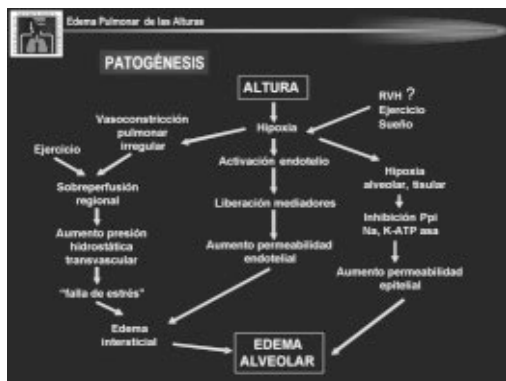 Edema Pulmonar de las Alturas
PATOGÉNESIS
ALTURA
RVH ?
Ejercicio
Sueño
Vasoconstricción
pulmonar
irregular
Hipoxia
Ejercicio
Activación endotelio
Hipoxia
alveolar, tisular
Sobreperfusión
regional
Liberación mediadores
Inhibición Ppi
Na, K-ATP asa
Aumento presión
hidrostática
transvascular
Aumento permeabilidad
endotelial
Aumento permeabilidad
epitelial
"falla de estrés"
Edema
intersticial
EDEMA
ALVEOLAR